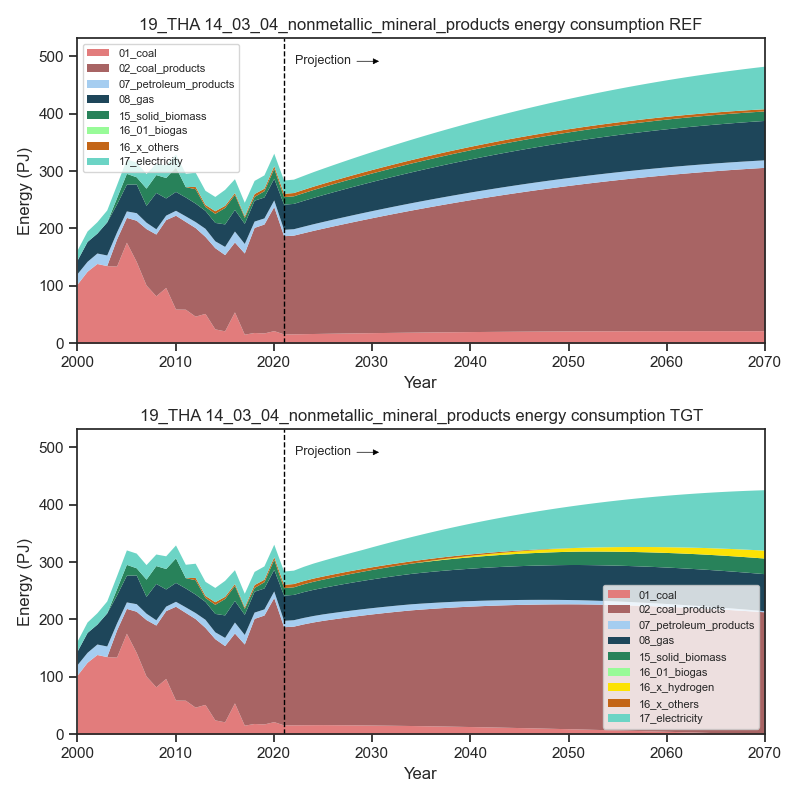 19_THA 14_03_04_nonmetallic_mineral_products energy consumption REF
Energy (PJ)
500
400
300
200
100
0
01_coal
02_coal_products
07_petroleum_products
08_gas
15_solid_biomass
16_01_biogas
16_x_others
17_electricity
Projection
2000 2010 2020 2030 2040 2050 2060 2070
Year
19_THA 14_03_04_nonmetallic_mineral_products energy consumption TGT
Energy (PJ)
500
400
300
200
100
0
Projection
01_coal
02_coal_products
07_petroleum_products
08_gas
15_solid_biomass
16_01_biogas
16_x_hydrogen
16_x_others
17_electricity
2000 2010 2020 2030 2040 2050 2060 2070
Year